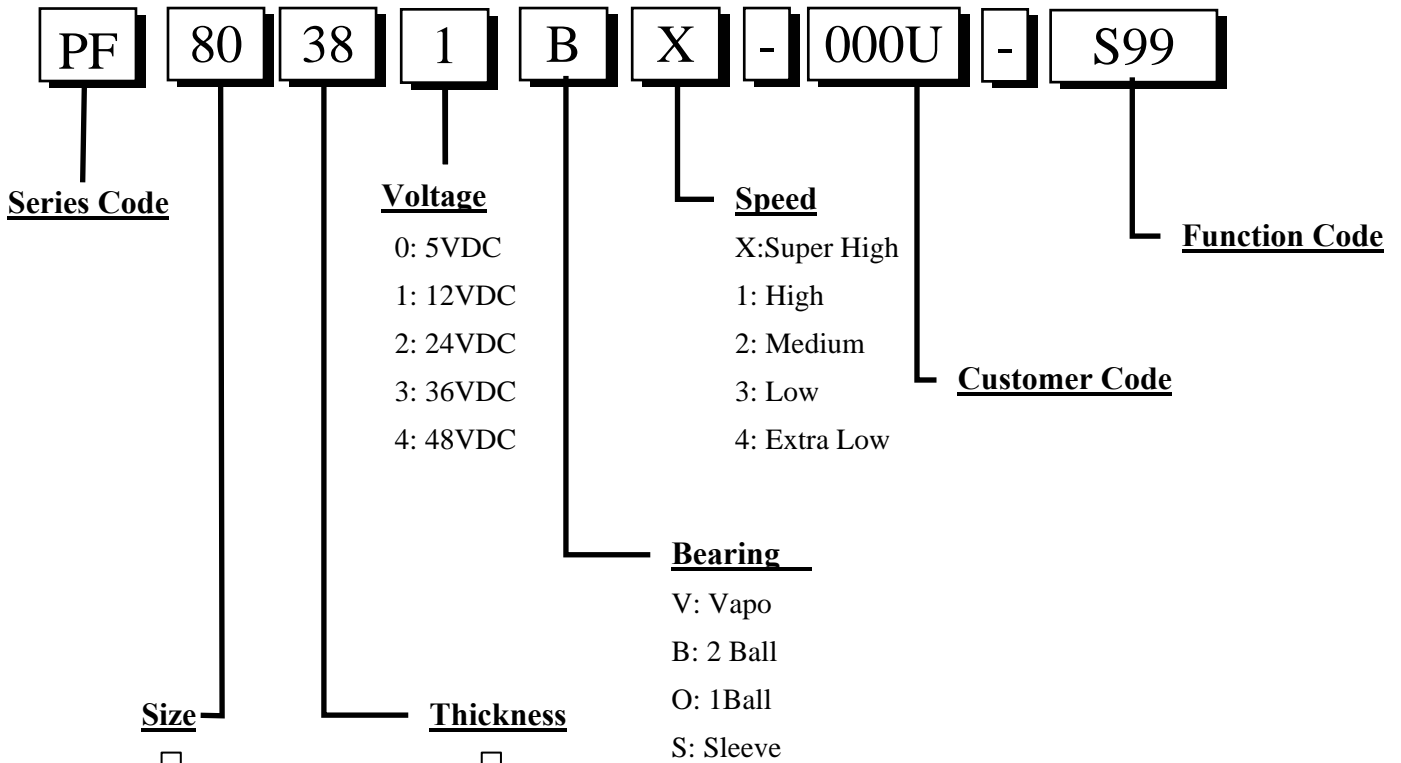 PF 80 38 1 B X - 000U - S99
Series Code
Voltage
0: 5VDC
1: 12VDC
2: 24VDC
3: 36VDC
4: 48VDC
Speed
X:Super High
1: High
2: Medium
3: Low
4: Extra Low
Function Code
Customer Code
Bearing
V: Vapo
B: 2 Ball
O: 1Ball
S: Sleeve
Size
Thickness